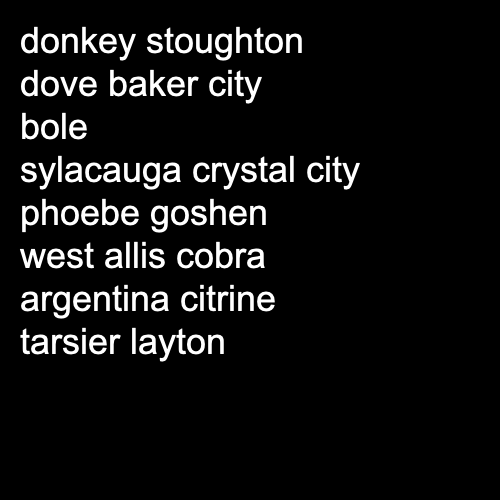 donkey stoughton
dove baker city
bole
sylacauga crystal city
phoebe goshen
west allis cobra
argentina citrine
tarsier layton